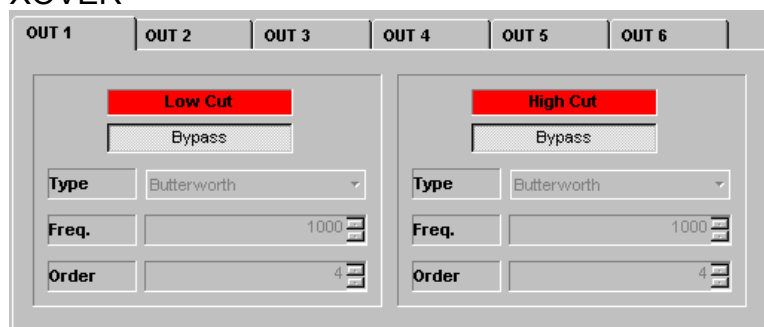 XOVER
OUT 1 OUT 2 OUT 3 OUT 4 OUT 5 OUT 6
Low Cut High Cut
Bypass Bypass
Type Butterworth Type Butterworth
Freq. 1000 Freq. 1000
Order 4 Order 4